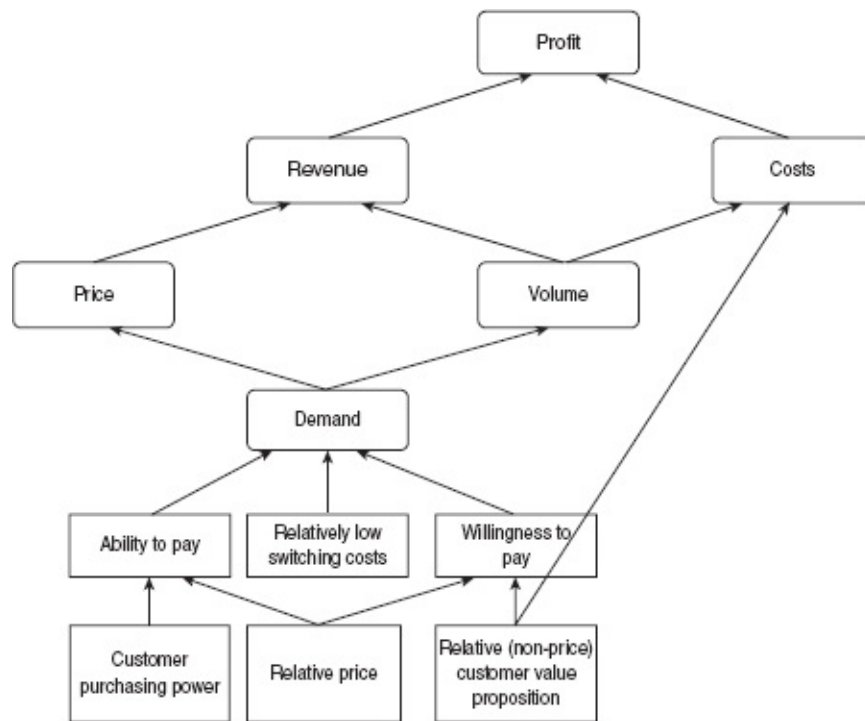 Profit
Revenue
Costs
Price
Volume
Demand
Ability to pay
Relatively low
switching costs
Willingness to
pay
Customer
purchasing power
Relative price
Relative (non-price)
customer value
proposition